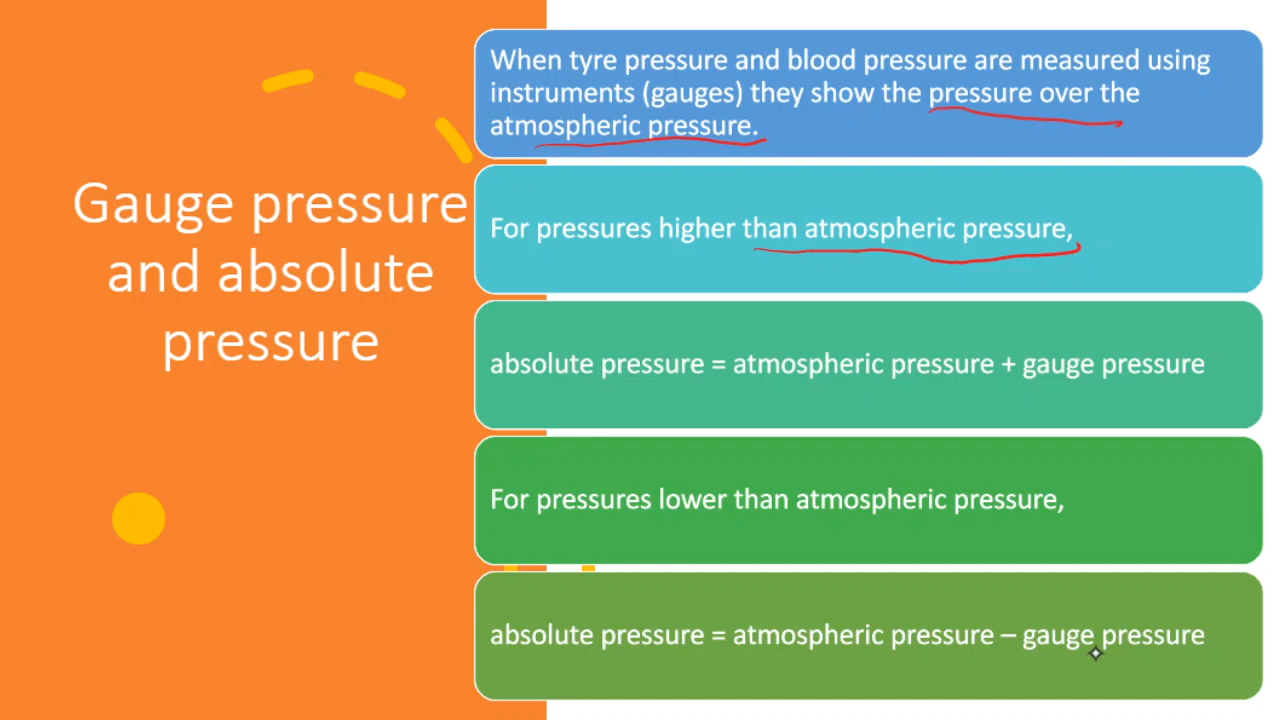 Gauge pressure
and absolute
pressure
When tyre pressure and blood pressure are measured using
instruments (gauges) they show the pressure over the
atmospheric pressure.
For pressures higher than atmospheric pressure,
absolute pressure = atmospheric pressure + gauge pressure
For pressures lower than atmospheric pressure,
absolute pressure = atmospheric pressure – gauge pressure